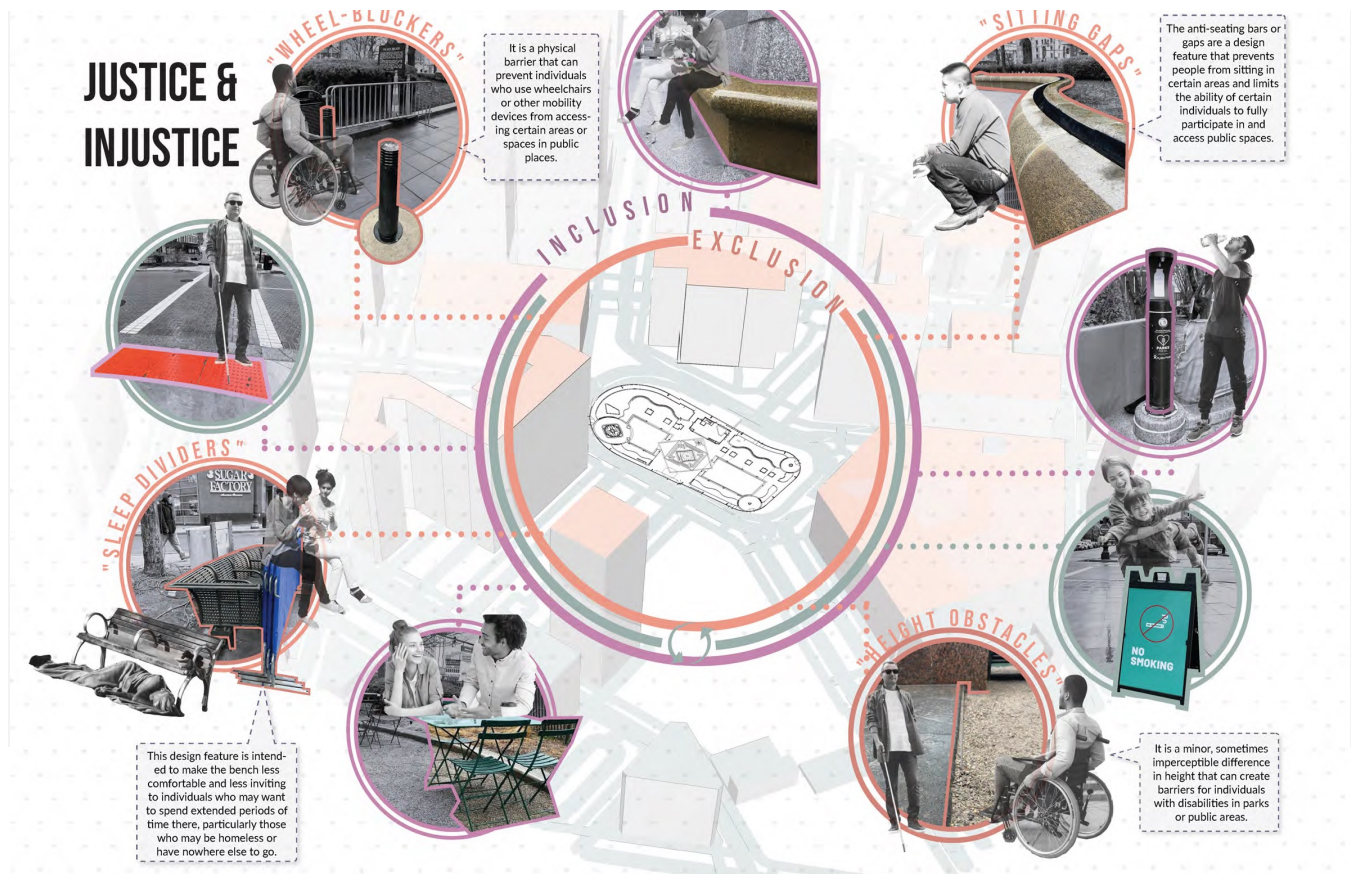 JUSTICE &
INJUSTICE
"WHEEL-BLOCKERS"
It is a physical
barrier that can
prevent individuals
who use wheelchairs
or other mobility
devices from access-
ing certain areas or
spaces in public
places.
"SITTING GAPS"
The anti-seating bars or
gaps are a design
feature that prevents
people from sitting in
certain areas and limits
the ability of certain
individuals to fully
participate in and
access public spaces.
INCLUSION
EXCLUSION
PARKS
"SLEEP DIVIDERS"
SUGAR
FACTORY
This design feature is intend-
ed to make the bench less
comfortable and less inviting
to individuals who may want
to spend extended periods of
time there, particularly those
who may be homeless or
have nowhere else to go.
NO
SMOKING
"HEIGHT OBSTACLES"
It is a minor, sometimes
imperceptible difference
in height that can create
barriers for individuals
with disabilities in parks
or public areas.